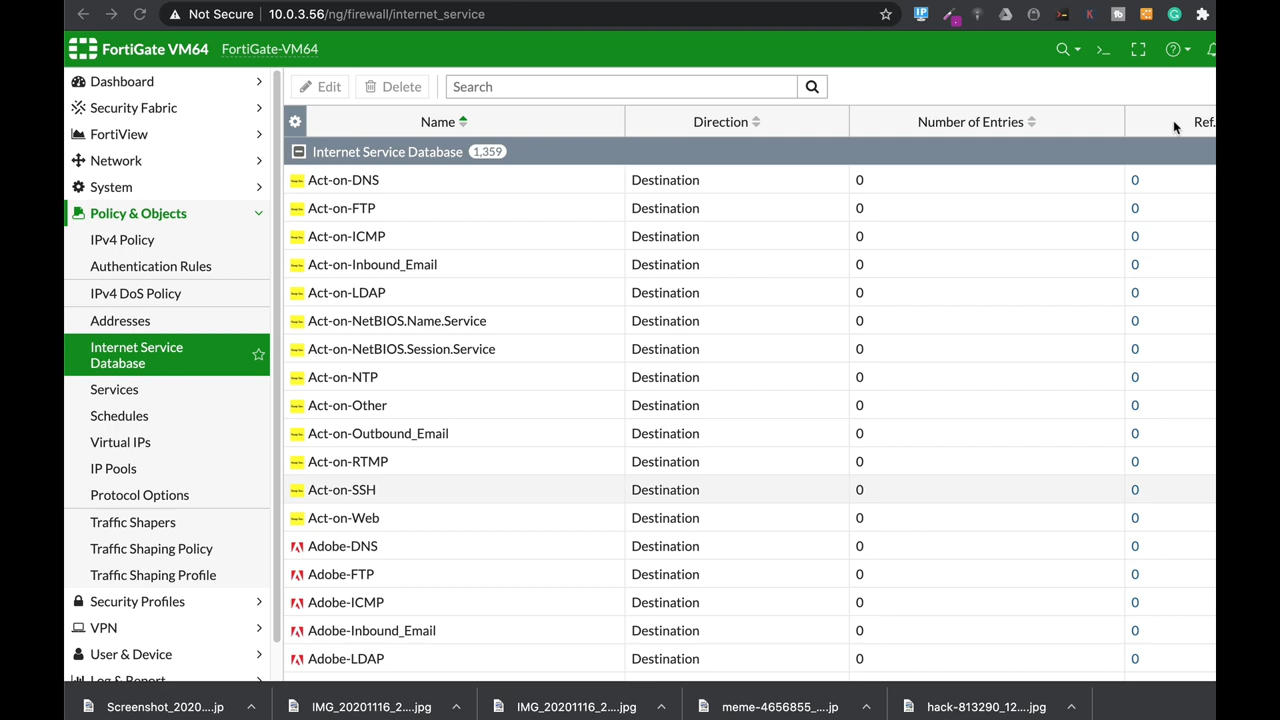 Not Secure | 10.0.3.56/ng/firewall/internet_service
FortiGate VM64 FortiGate-VM64
Dashboard
Security Fabric
FortiView
Network
System
Policy & Objects
IPv4 Policy
Authentication Rules
IPv4 DoS Policy
Addresses
Internet Service
Database
Services
Schedules
Virtual IPs
IP Pools
Protocol Options
Traffic Shapers
Traffic Shaping Policy
Traffic Shaping Profile
Security Profiles
VPN
User & Device
Log & Report
Edit Delete Search
Name Direction Number of Entries Ref.
Internet Service Database 1,359
Act-on-DNS Destination 0 0
Act-on-FTP Destination 0 0
Act-on-ICMP Destination 0 0
Act-on-Inbound_Email Destination 0 0
Act-on-LDAP Destination 0 0
Act-on-NetBIOS.Name.Service Destination 0 0
Act-on-NetBIOS.Session.Service Destination 0 0
Act-on-NTP Destination 0 0
Act-on-Other Destination 0 0
Act-on-Outbound_Email Destination 0 0
Act-on-RTMP Destination 0 0
Act-on-SSH Destination 0 0
Act-on-Web Destination 0 0
Adobe-DNS Destination 0 0
Adobe-FTP Destination 0 0
Adobe-ICMP Destination 0 0
Adobe-Inbound_Email Destination 0 0
Adobe-LDAP Destination 0 0
Screenshot_2020....jp IMG_20201116_2....jpg IMG_20201116_2....jpg meme-4656855_....jp hack-813290_12....jpg